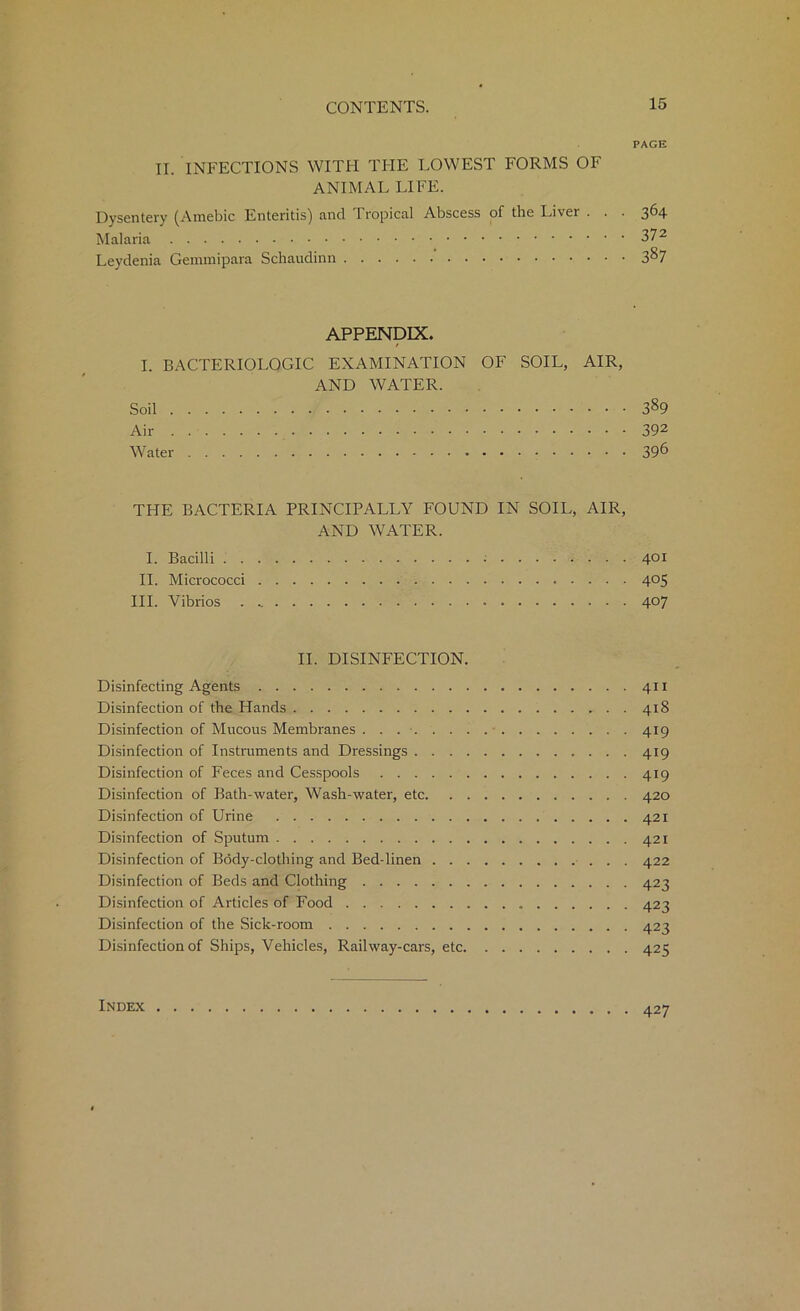 CONTENTS. 15
PAGE
II. INFECTIONS WITH THE LOWEST FORMS OF
ANIMAL LIFE.
Dysentery (Amebic Enteritis) and Tropical Abscess of the Liver . . . 364
Malaria . . . . . . . . . . . . . . . . . . . . . . . . . . . 372
Leydenia Gemmipara Schaudinn . . . . . . . . . . . . . . . . . 387
APPENDIX.
I. BACTERIOLOGIC EXAMINATION OF SOIL, AIR,
AND WATER.
Soil . . . . . . . . . . . . . . . . . . . . . . . . . . . 389
Air . . . . . . . . . . . . . . . . . . . . . . . . . . . 392
Water . . . . . . . . . . . . . . . . . . . . . . . . . . 396
THE BACTERIA PRINCIPALLY FOUND IN SOIL, AIR,
AND WATER.
I. Bacilli . . . . . . . . . . . . . . . . . . . . . . . . 401
II. Micrococci . . . . . . . . . . . . . . . . . . . . . . 405
III. Vibrios . . . . . . . . . . . . . . . . . . . . . . . 407
II. DISINFECTION.
Disinfecting Agents . . . . . . . . . . . . . . . . . . . . . . 411
Disinfection of the Hands . . . . . . . . . . . . . . . . . . . . 418
Disinfection of Mucous Membranes . . . . . . . . . . . . . . . . 419
Disinfection of Instruments and Dressings . . . . . . . . . . . . . 419
Disinfection of Feces and Cesspools . . . . . . . . . . . . . . . 419
Disinfection of Bath-water, Wash-water, etc. . . . . . . . . . . . . 420
Disinfection of Urine . . . . . . . . . . . . . . . . . . . . . 421
Disinfection of Sputum . . . . . . . . . . . . . . . . . . . . . 421
Disinfection of Body-clothing and Bed-linen . . . . . . . . . . . . 422
Disinfection of Beds and Clothing . . . . . . . . . . . . . . . . 423
Disinfection of Articles of Food . . . . . . . . . . . . . . . . . 423
Disinfection of the Sick-room . . . . . . . . . . . . . . . . . . 423
Disinfection of Ships, Vehicles, Railway-cars, etc. . . . . . . . . . . 425
INDEX . . . . . . . . . . . . . . . . . . . . . . . . . . . 427